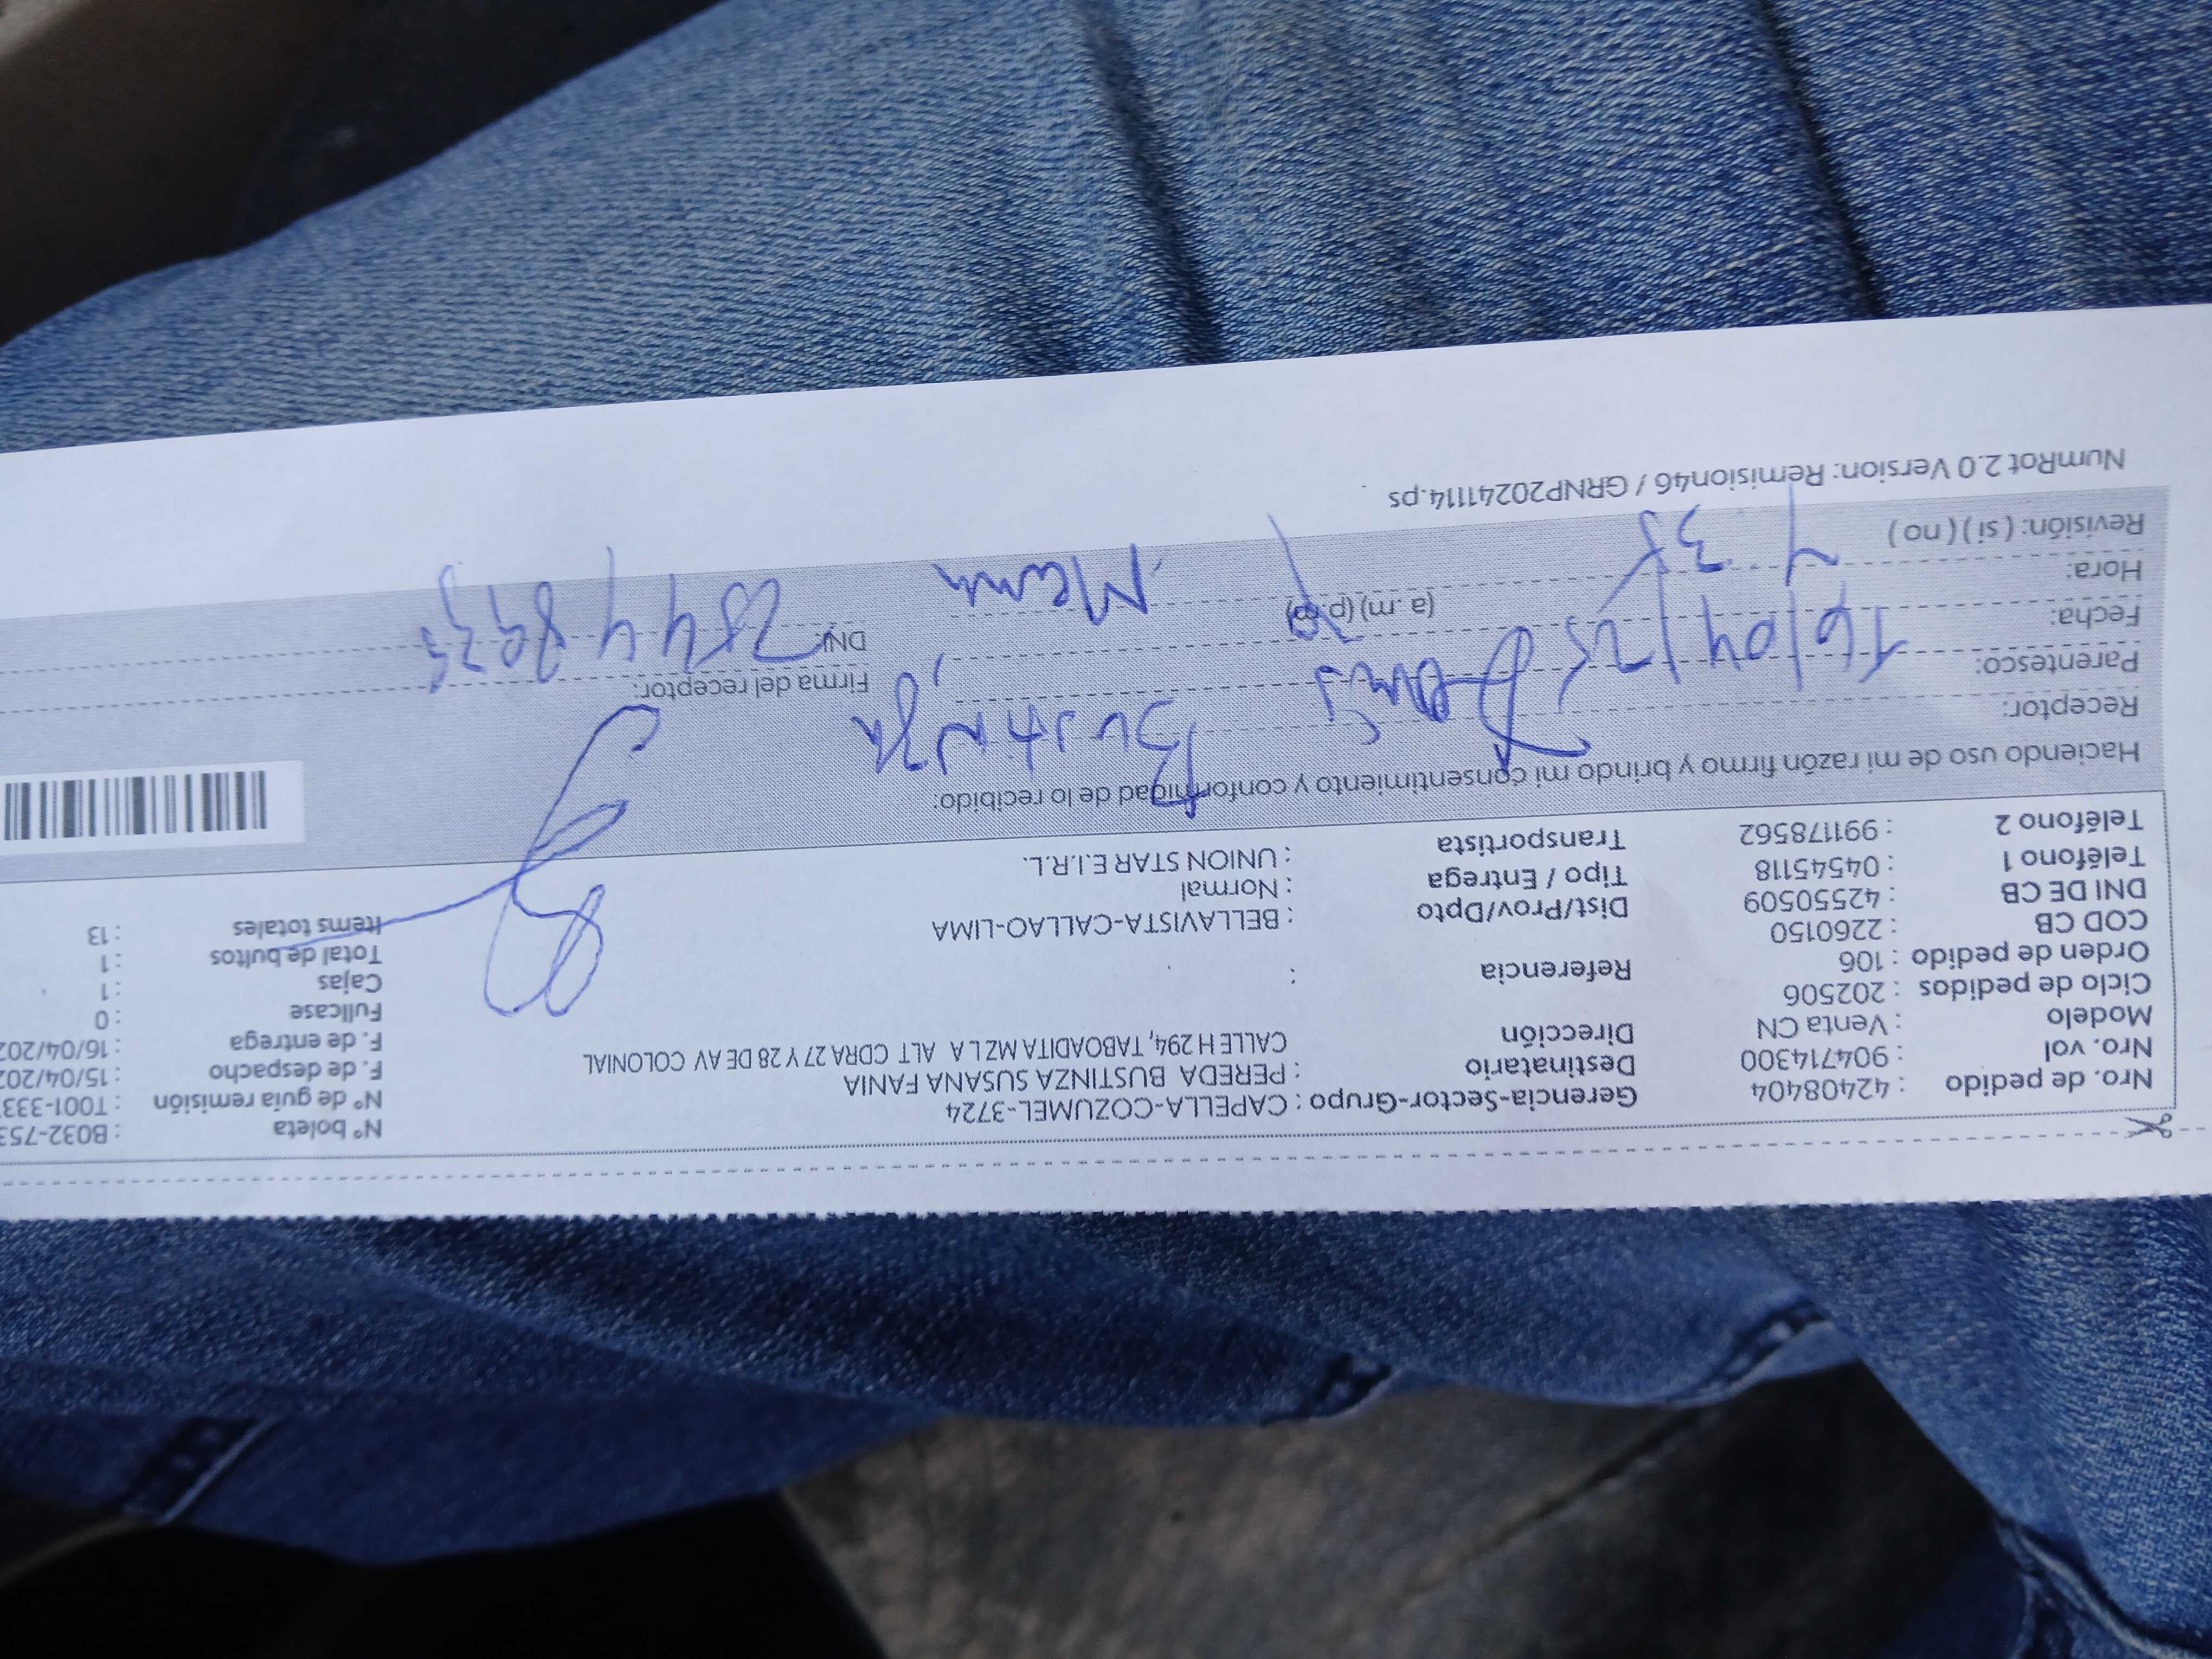 Nro. de pedido : 42408404 Gerencia-Sector-Grupo : CAPELLA-COZUMEL-3724 N° boleta : B032-753
Nro. vol : 904714300 Destinatario : PEREDA BUSTINZA SUSANA FANIA N° de guía remisión : T001-333
Modelo : Venta CN Dirección CALLE H 294, TABOADITA MZ L A ALT CDRA 27 Y 28 DE AV COLONIAL F. de despacho : 15/04/202
Ciclo de pedidos : 202506 F. de entrega : 16/04/202
Orden de pedido : 106 Referencia : Fullcase : 0
COD CB : 2260150 Cajas : 1
DNI DE CB : 42550509 Dist/Prov/Dpto : BELLAVISTA-CALLAO-LIMA Total de bultos : 1
Teléfono 1 : 04545118 Tipo / Entrega : Normal Items totales : 13
Teléfono 2 : 991178562 Transportista : UNION STAR E.I.R.L.
Haciendo uso de mi razón firmo y brindo mi consentimiento y conformidad de lo recibido:
Receptor: Bustinza
Parentesco: Firma del receptor:
Fecha: 16/04/25 DNI:
Hora: (a .m) (p.m)
Revisión: ( si ) ( no )
NumRot 2.0 Version: Remision46 / GRNP20241114.ps